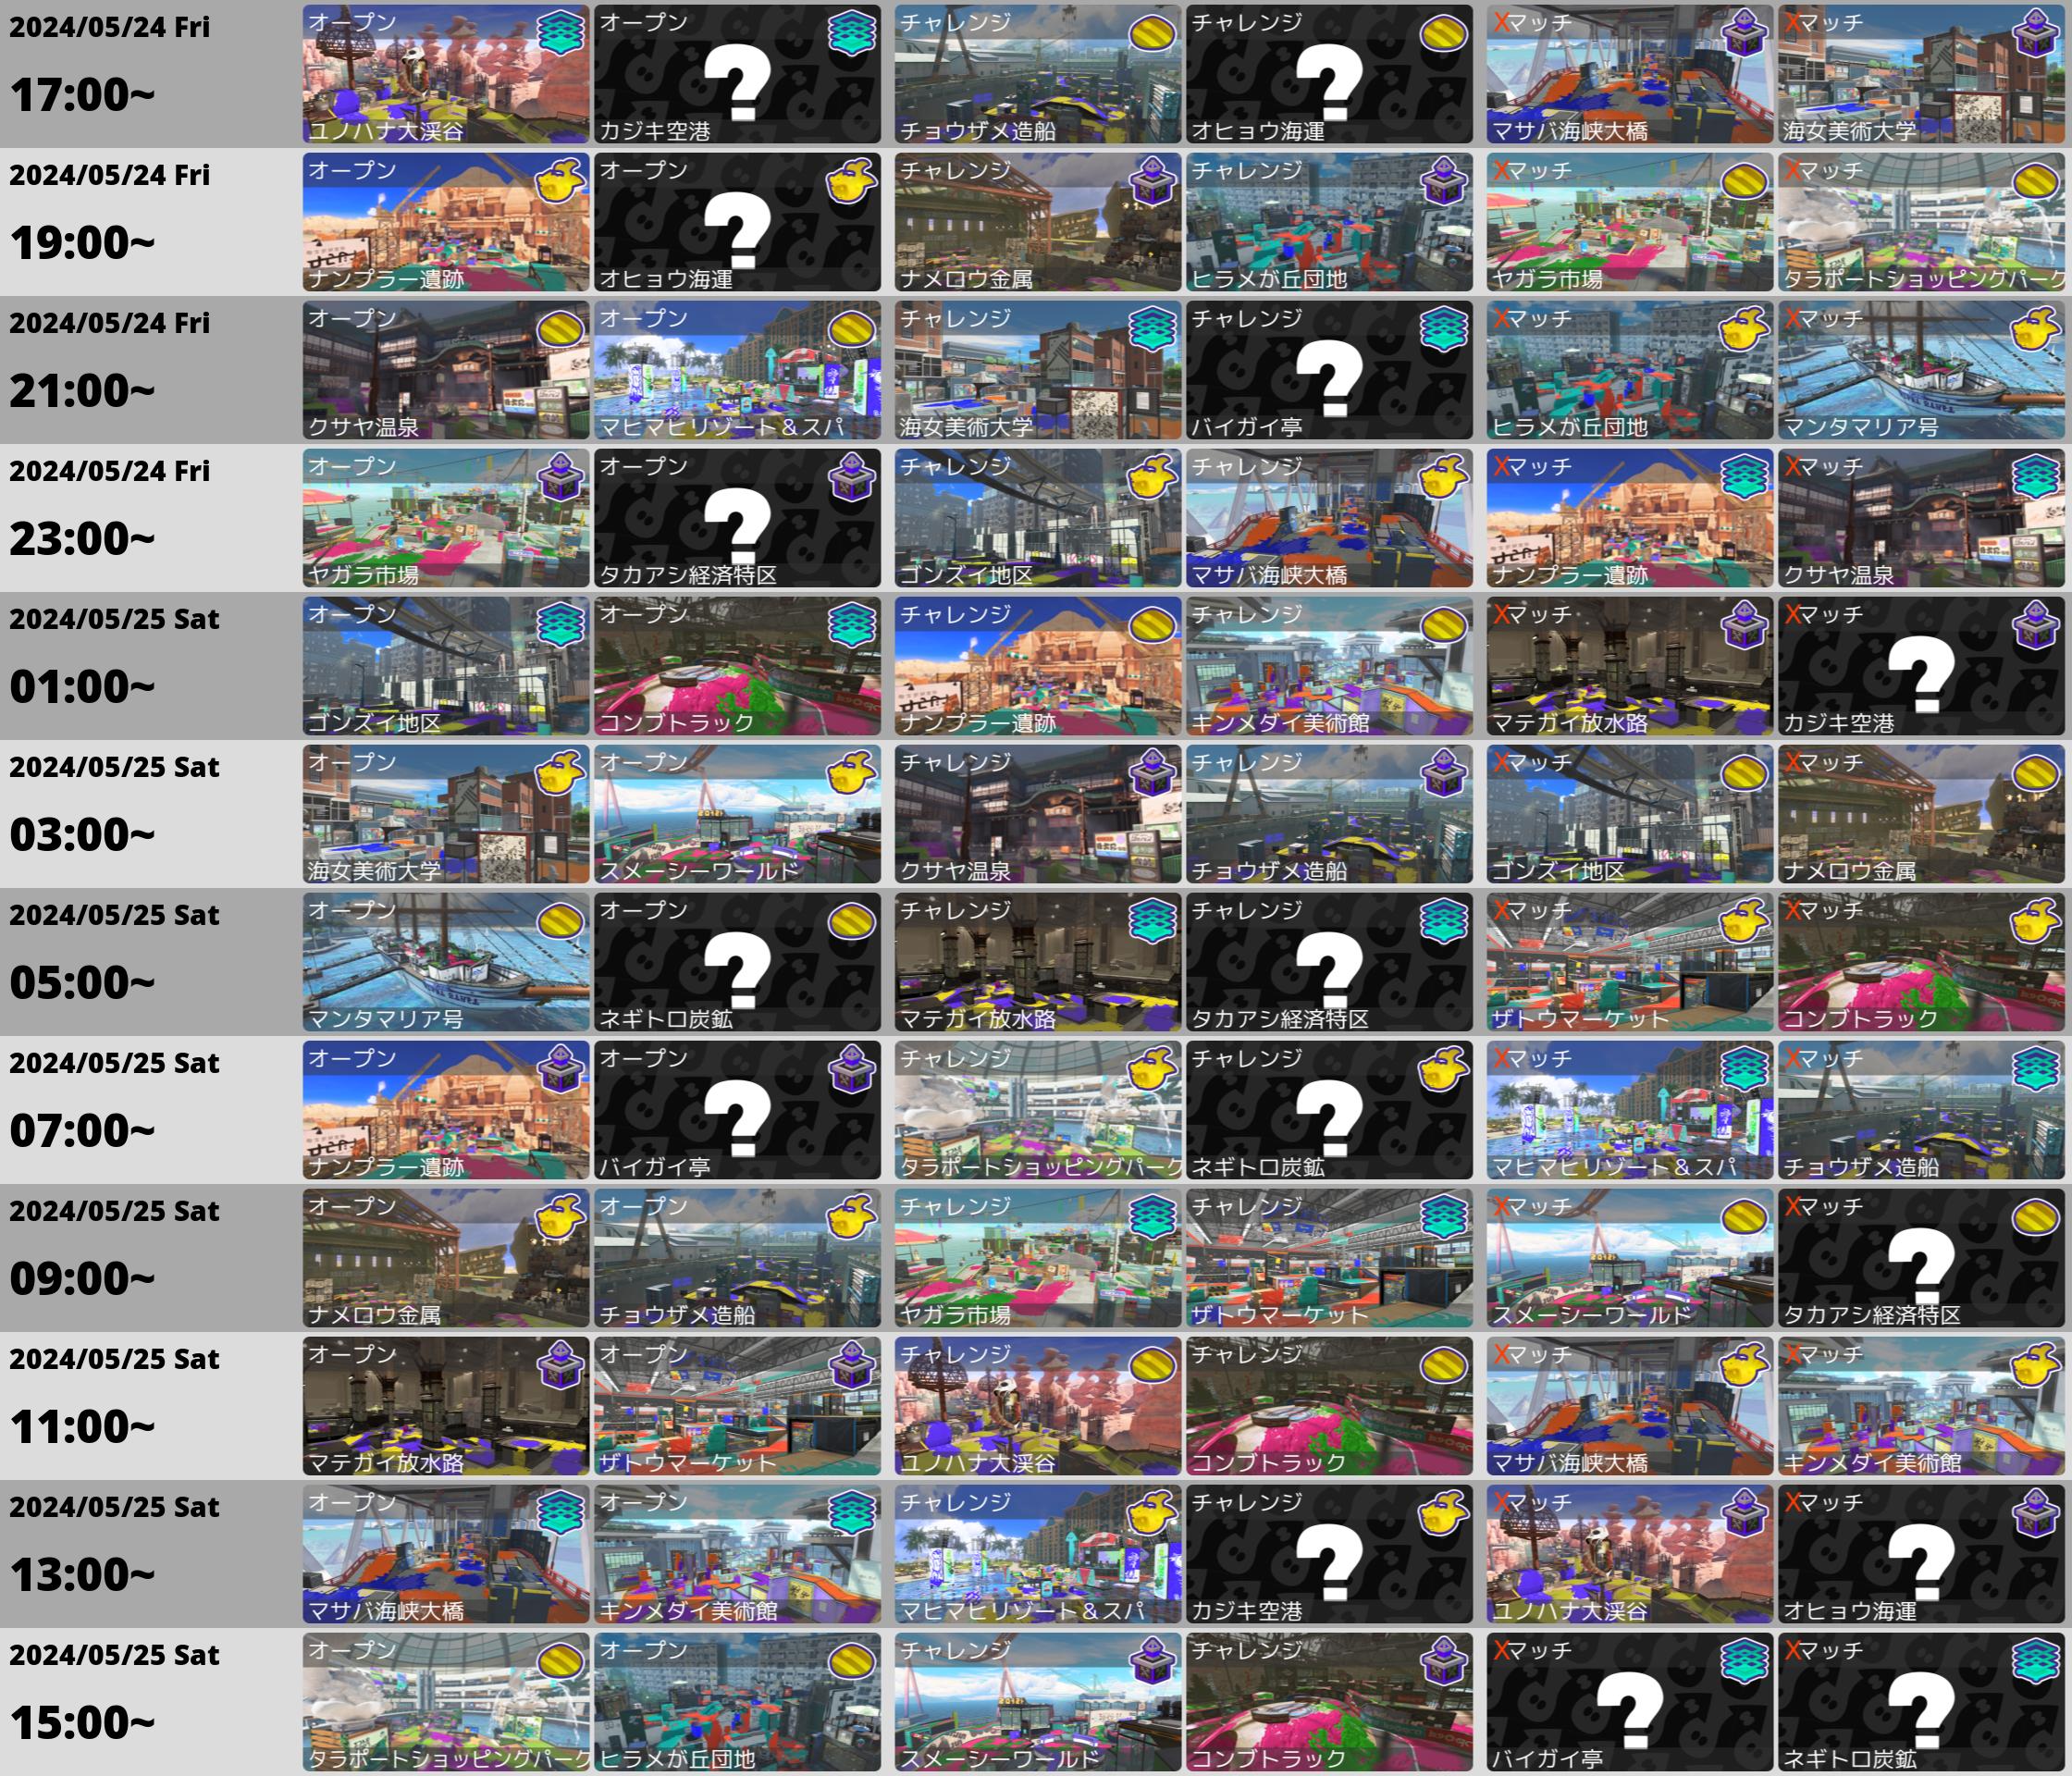 2024/05/24 Fri
17:00~
オープン
ユノハナ大渓谷
オープン
カジキ空港
チャレンジ
チョウザメ造船
チャレンジ
オヒョウ海運
Xマッチ
マサバ海峡大橋
Xマッチ
海女美術大学
2024/05/24 Fri
19:00~
オープン
ナンプラー遺跡
オープン
オヒョウ海運
チャレンジ
ナメロウ金属
チャレンジ
ヒラメが丘団地
Xマッチ
ヤガラ市場
Xマッチ
タラポートショッピングパーク
2024/05/24 Fri
21:00~
オープン
クサヤ温泉
オープン
マヒマヒリゾート&スパ
チャレンジ
海女美術大学
チャレンジ
バイガイ亭
Xマッチ
ヒラメが丘団地
Xマッチ
マンタマリア号
2024/05/24 Fri
23:00~
オープン
ヤガラ市場
オープン
タカアシ経済特区
チャレンジ
ゴンズイ地区
チャレンジ
マサバ海峡大橋
Xマッチ
ナンプラー遺跡
Xマッチ
クサヤ温泉
2024/05/25 Sat
01:00~
オープン
ゴンズイ地区
オープン
コンブトラック
チャレンジ
ナンプラー遺跡
チャレンジ
キンメダイ美術館
Xマッチ
マテガイ放水路
Xマッチ
カジキ空港
2024/05/25 Sat
03:00~
オープン
海女美術大学
オープン
スメーシーワールド
チャレンジ
クサヤ温泉
チャレンジ
チョウザメ造船
Xマッチ
ゴンズイ地区
Xマッチ
ナメロウ金属
2024/05/25 Sat
05:00~
オープン
マンタマリア号
オープン
ネギトロ炭鉱
チャレンジ
マテガイ放水路
チャレンジ
タカアシ経済特区
Xマッチ
ザトウマーケット
Xマッチ
コンブトラック
2024/05/25 Sat
07:00~
オープン
ナンプラー遺跡
オープン
バイガイ亭
チャレンジ
タラポートショッピングパーク
チャレンジ
ネギトロ炭鉱
Xマッチ
マヒマヒリゾート&スパ
Xマッチ
チョウザメ造船
2024/05/25 Sat
09:00~
オープン
ナメロウ金属
オープン
チョウザメ造船
チャレンジ
ヤガラ市場
チャレンジ
ザトウマーケット
Xマッチ
スメーシーワールド
Xマッチ
タカアシ経済特区
2024/05/25 Sat
11:00~
オープン
マテガイ放水路
オープン
ザトウマーケット
チャレンジ
ユノハナ大渓谷
チャレンジ
コンブトラック
Xマッチ
マサバ海峡大橋
Xマッチ
キンメダイ美術館
2024/05/25 Sat
13:00~
オープン
マサバ海峡大橋
オープン
キンメダイ美術館
チャレンジ
マヒマヒリゾート&スパ
チャレンジ
カジキ空港
Xマッチ
ユノハナ大渓谷
Xマッチ
オヒョウ海運
2024/05/25 Sat
15:00~
オープン
タラポートショッピングパーク
オープン
ヒラメが丘団地
チャレンジ
スメーシーワールド
チャレンジ
コンブトラック
Xマッチ
バイガイ亭
Xマッチ
ネギトロ炭鉱